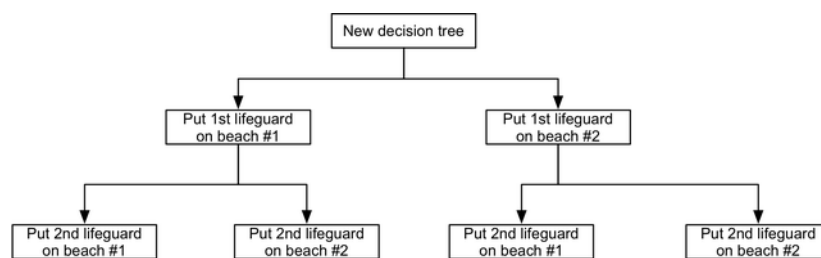 New decision tree
Put 1st lifeguard
on beach #1
Put 1st lifeguard
on beach #2
Put 2nd lifeguard
on beach #1
Put 2nd lifeguard
on beach #2
Put 2nd lifeguard
on beach #1
Put 2nd lifeguard
on beach #2